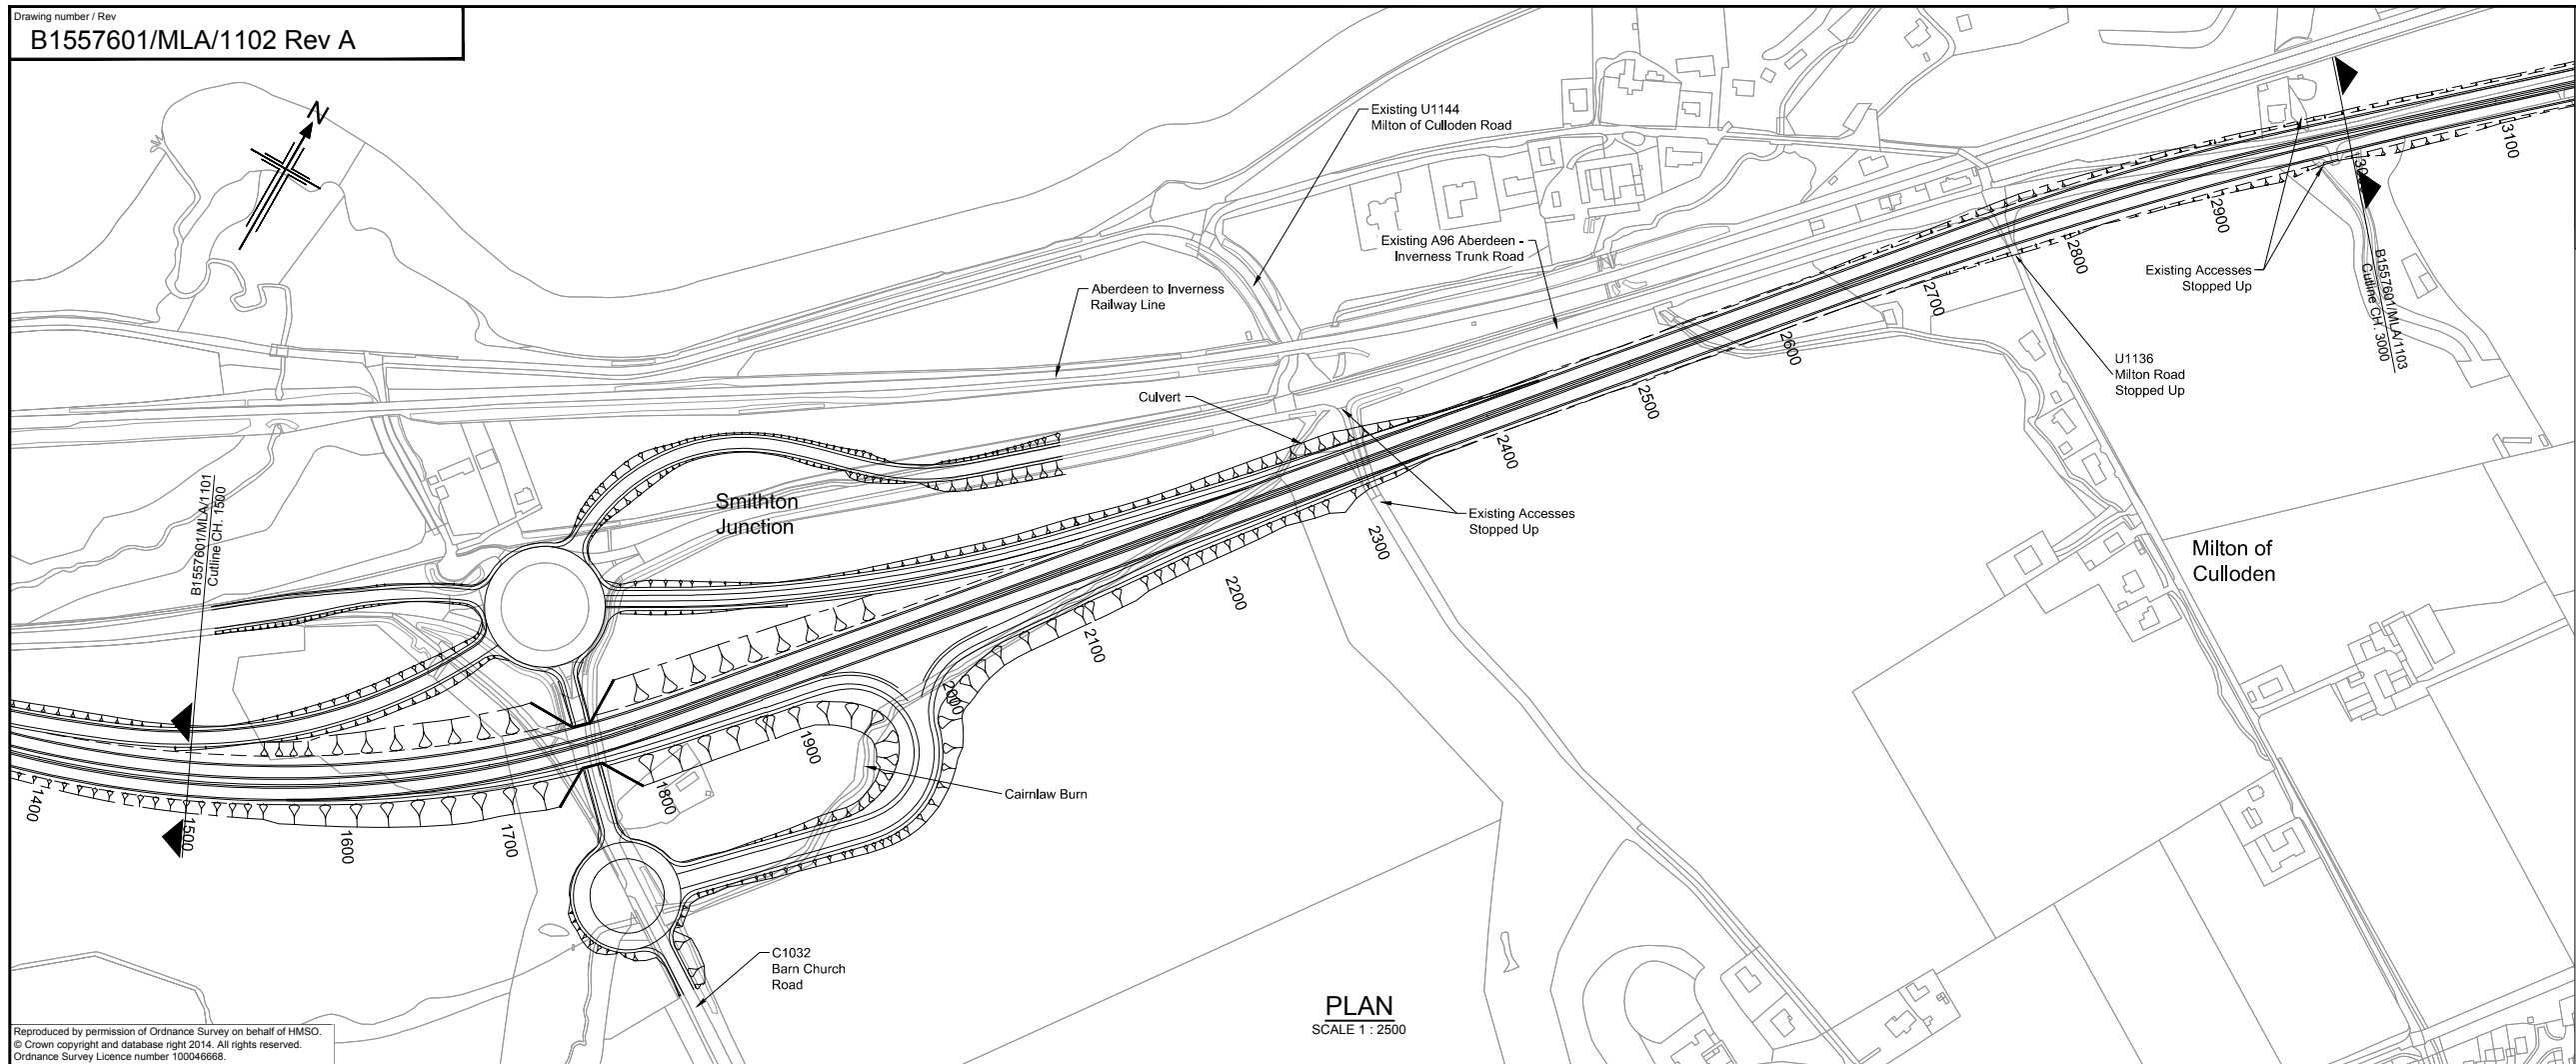 Drawing number / Rev
B1557601/MLA/1102 Rev A
N
Existing U1144
Milton of Culloden Road
Existing A96 Aberdeen -
Inverness Trunk Road
Aberdeen to Inverness
Railway Line
Culvert
Existing Accesses
Stopped Up
U1136
Milton Road
Stopped Up
Existing Accesses
Stopped Up
Smithton
Junction
Milton of
Culloden
Cairnlaw Burn
C1032
Barn Church
Road
B1557601/MLA/1101
Cutline CH. 1500
B1557601/MLA/1103
Cutline CH. 3000
1400
1500
1600
1700
1800
1900
2000
2100
2200
2300
2400
2500
2600
2700
2800
2900
3100
PLAN
SCALE 1 : 2500
Reproduced by permission of Ordnance Survey on behalf of HMSO.
© Crown copyright and database right 2014. All rights reserved.
Ordnance Survey Licence number 100046668.